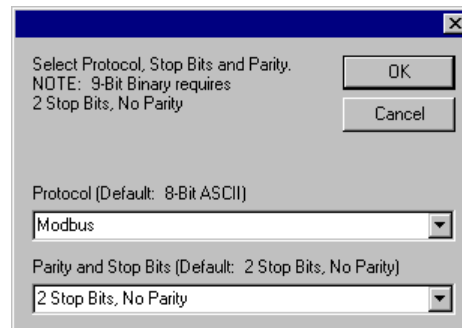 Select Protocol, Stop Bits and Parity.
NOTE:  9-Bit Binary requires
2 Stop Bits, No Parity
OK
Cancel
Protocol (Default:  8-Bit ASCII)
Modbus
Parity and Stop Bits (Default:  2 Stop Bits, No Parity)
2 Stop Bits, No Parity